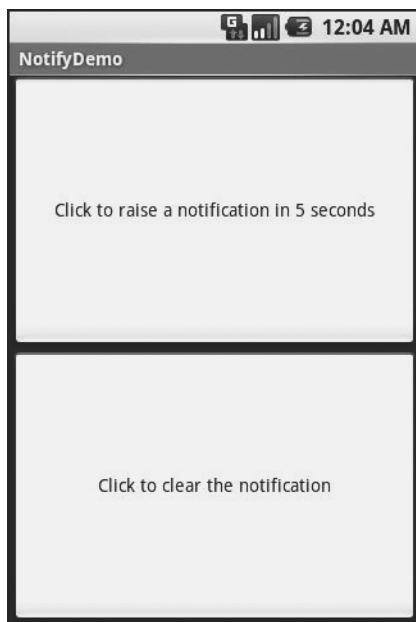 G
12:04 AM
NotifyDemo
Click to raise a notification in 5 seconds
Click to clear the notification